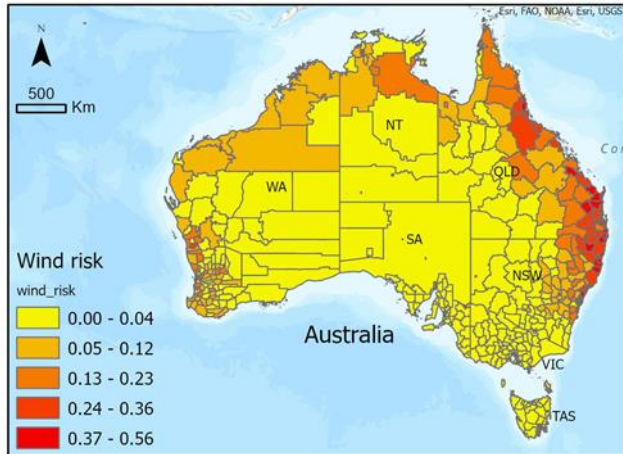 Esri, FAO, NOAA, Esri, USGS
N
500
Km
NT
QLD
WA
SA
NSW
Wind risk
wind_risk
0.00 - 0.04
0.05 - 0.12
0.13 - 0.23
0.24 - 0.36
0.37 - 0.56
Australia
VIC
TAS